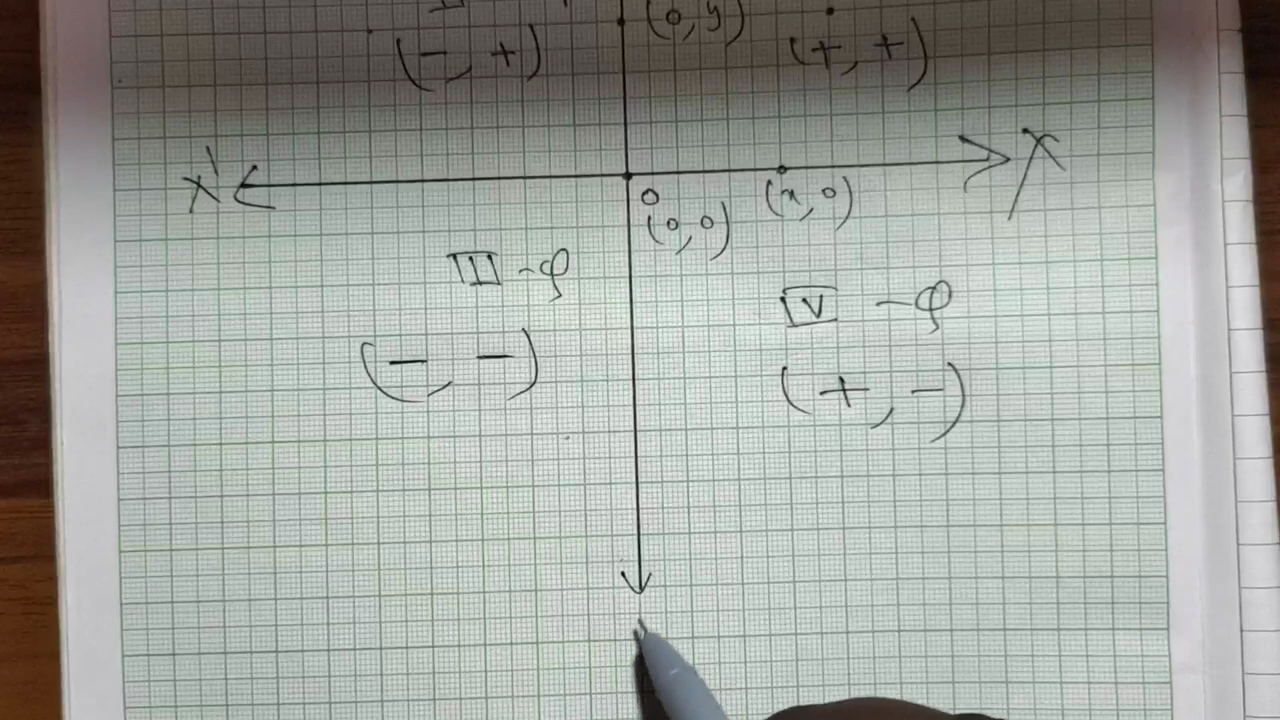 (0, y)
(-, +)
(+, +)
X'
X
O
(x, 0)
(0, 0)
III - Q
IV - Q
(-, -)
(+, -)